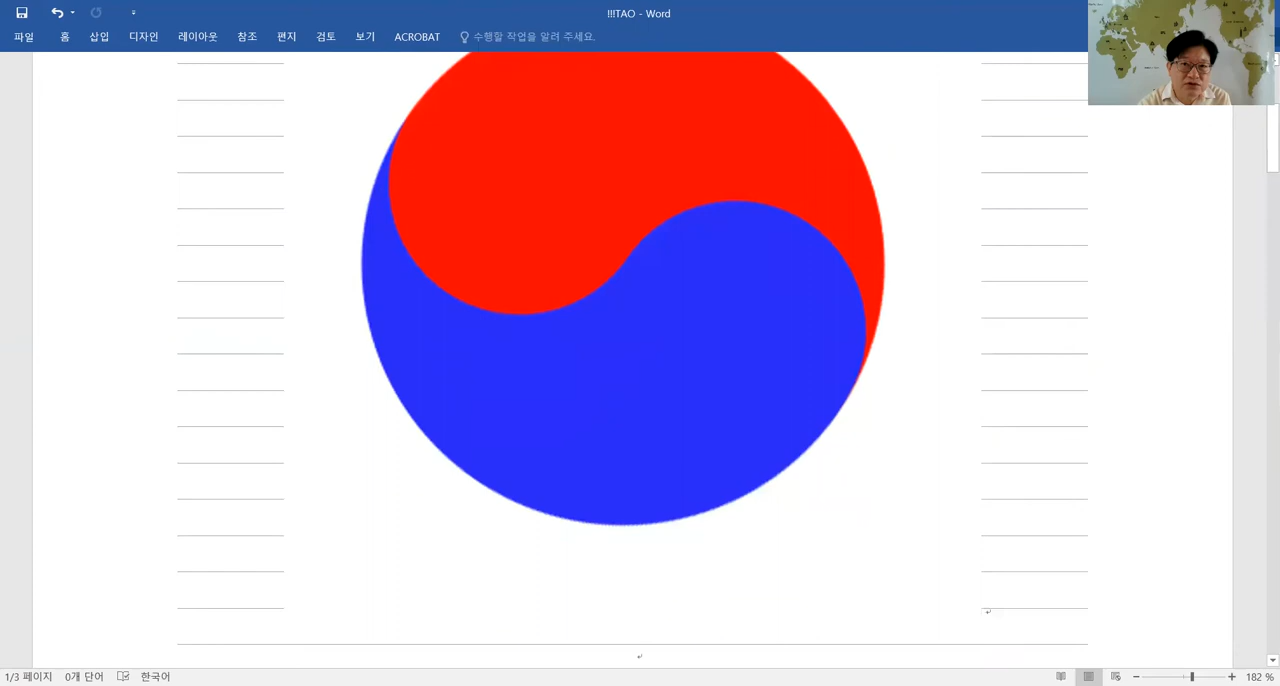 !!!TAO - Word
파일 홈 삽입 디자인 레이아웃 참조 편지 검토 보기 ACROBAT 수행할 작업을 알려 주세요.
1/3 페이지 0개 단어 한국어 182 %